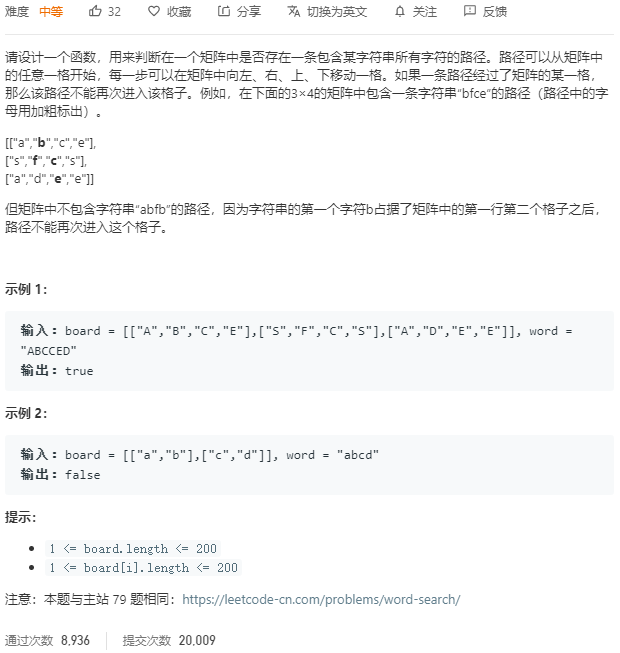 难度 中等 32 收藏 分享 切换为英文 关注 反馈
请设计一个函数，用来判断在一个矩阵中是否存在一条包含某字符串所有字符的路径。路径可以从矩阵中
的任意一格开始，每一步可以在矩阵中向左、右、上、下移动一格。如果一条路径经过了矩阵的某一格，
那么该路径不能再次进入该格子。例如，在下面的3×4的矩阵中包含一条字符串“bfce”的路径（路径中的字
母用加粗标出）。
[["a","b","c","e"],
["s","f","c","s"],
["a","d","e","e"]]
但矩阵中不包含字符串“abfb”的路径，因为字符串的第一个字符b占据了矩阵中的第一行第二个格子之后，
路径不能再次进入这个格子。
示例 1：
输入：board = [["A","B","C","E"],["S","F","C","S"],["A","D","E","E"]], word =
"ABCCED"
输出：true
示例 2：
输入：board = [["a","b"],["c","d"]], word = "abcd"
输出：false
提示：
1 <= board.length <= 200
1 <= board[i].length <= 200
注意：本题与主站 79 题相同：https://leetcode-cn.com/problems/word-search/
通过次数 8,936 提交次数 20,009